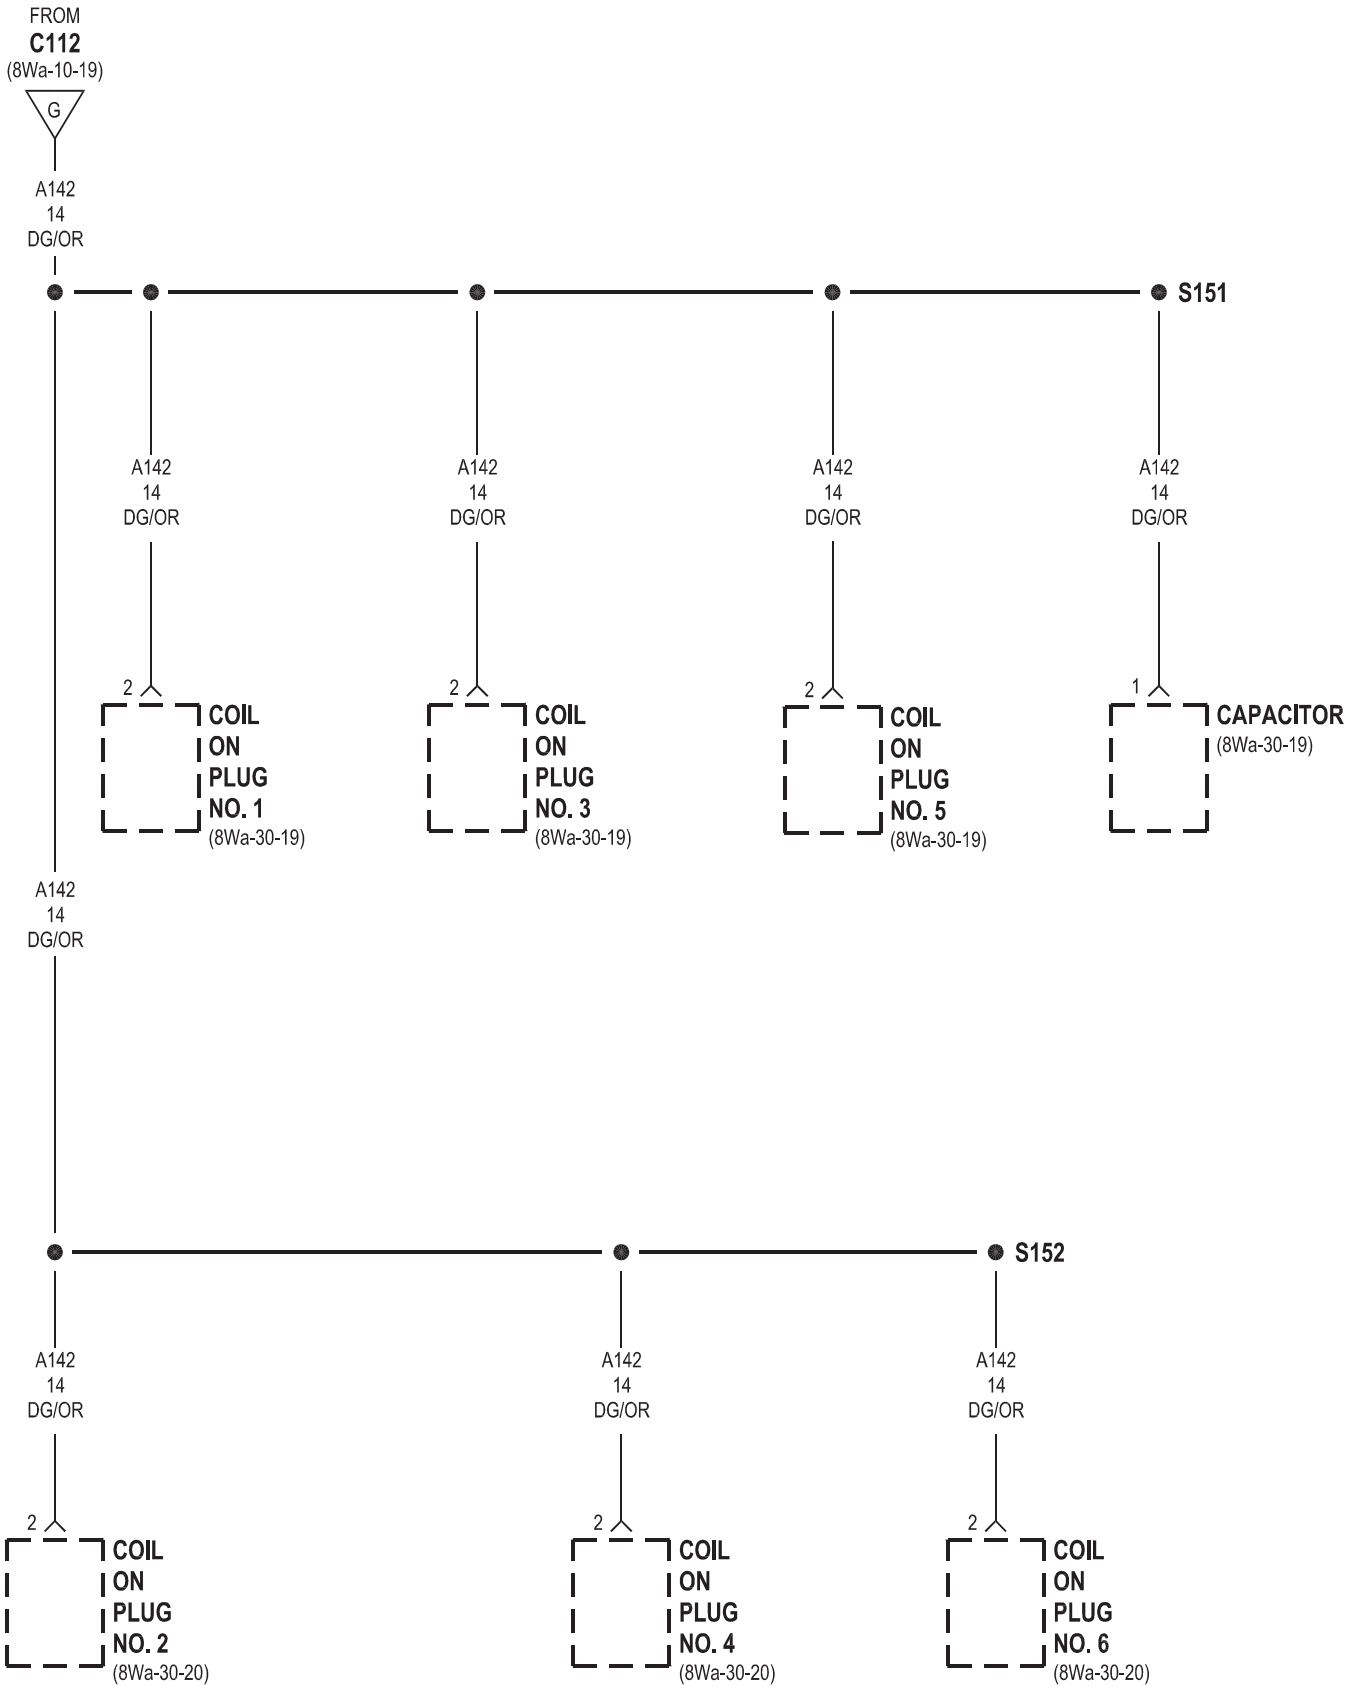 FROM
C112
(8Wa-10-19)
G
A142
14
DG/OR
S151
A142
14
DG/OR
A142
14
DG/OR
A142
14
DG/OR
A142
14
DG/OR
2
COIL
ON
PLUG
NO. 1
(8Wa-30-19)
2
COIL
ON
PLUG
NO. 3
(8Wa-30-19)
2
COIL
ON
PLUG
NO. 5
(8Wa-30-19)
1
CAPACITOR
(8Wa-30-19)
A142
14
DG/OR
S152
A142
14
DG/OR
A142
14
DG/OR
A142
14
DG/OR
2
COIL
ON
PLUG
NO. 2
(8Wa-30-20)
2
COIL
ON
PLUG
NO. 4
(8Wa-30-20)
2
COIL
ON
PLUG
NO. 6
(8Wa-30-20)